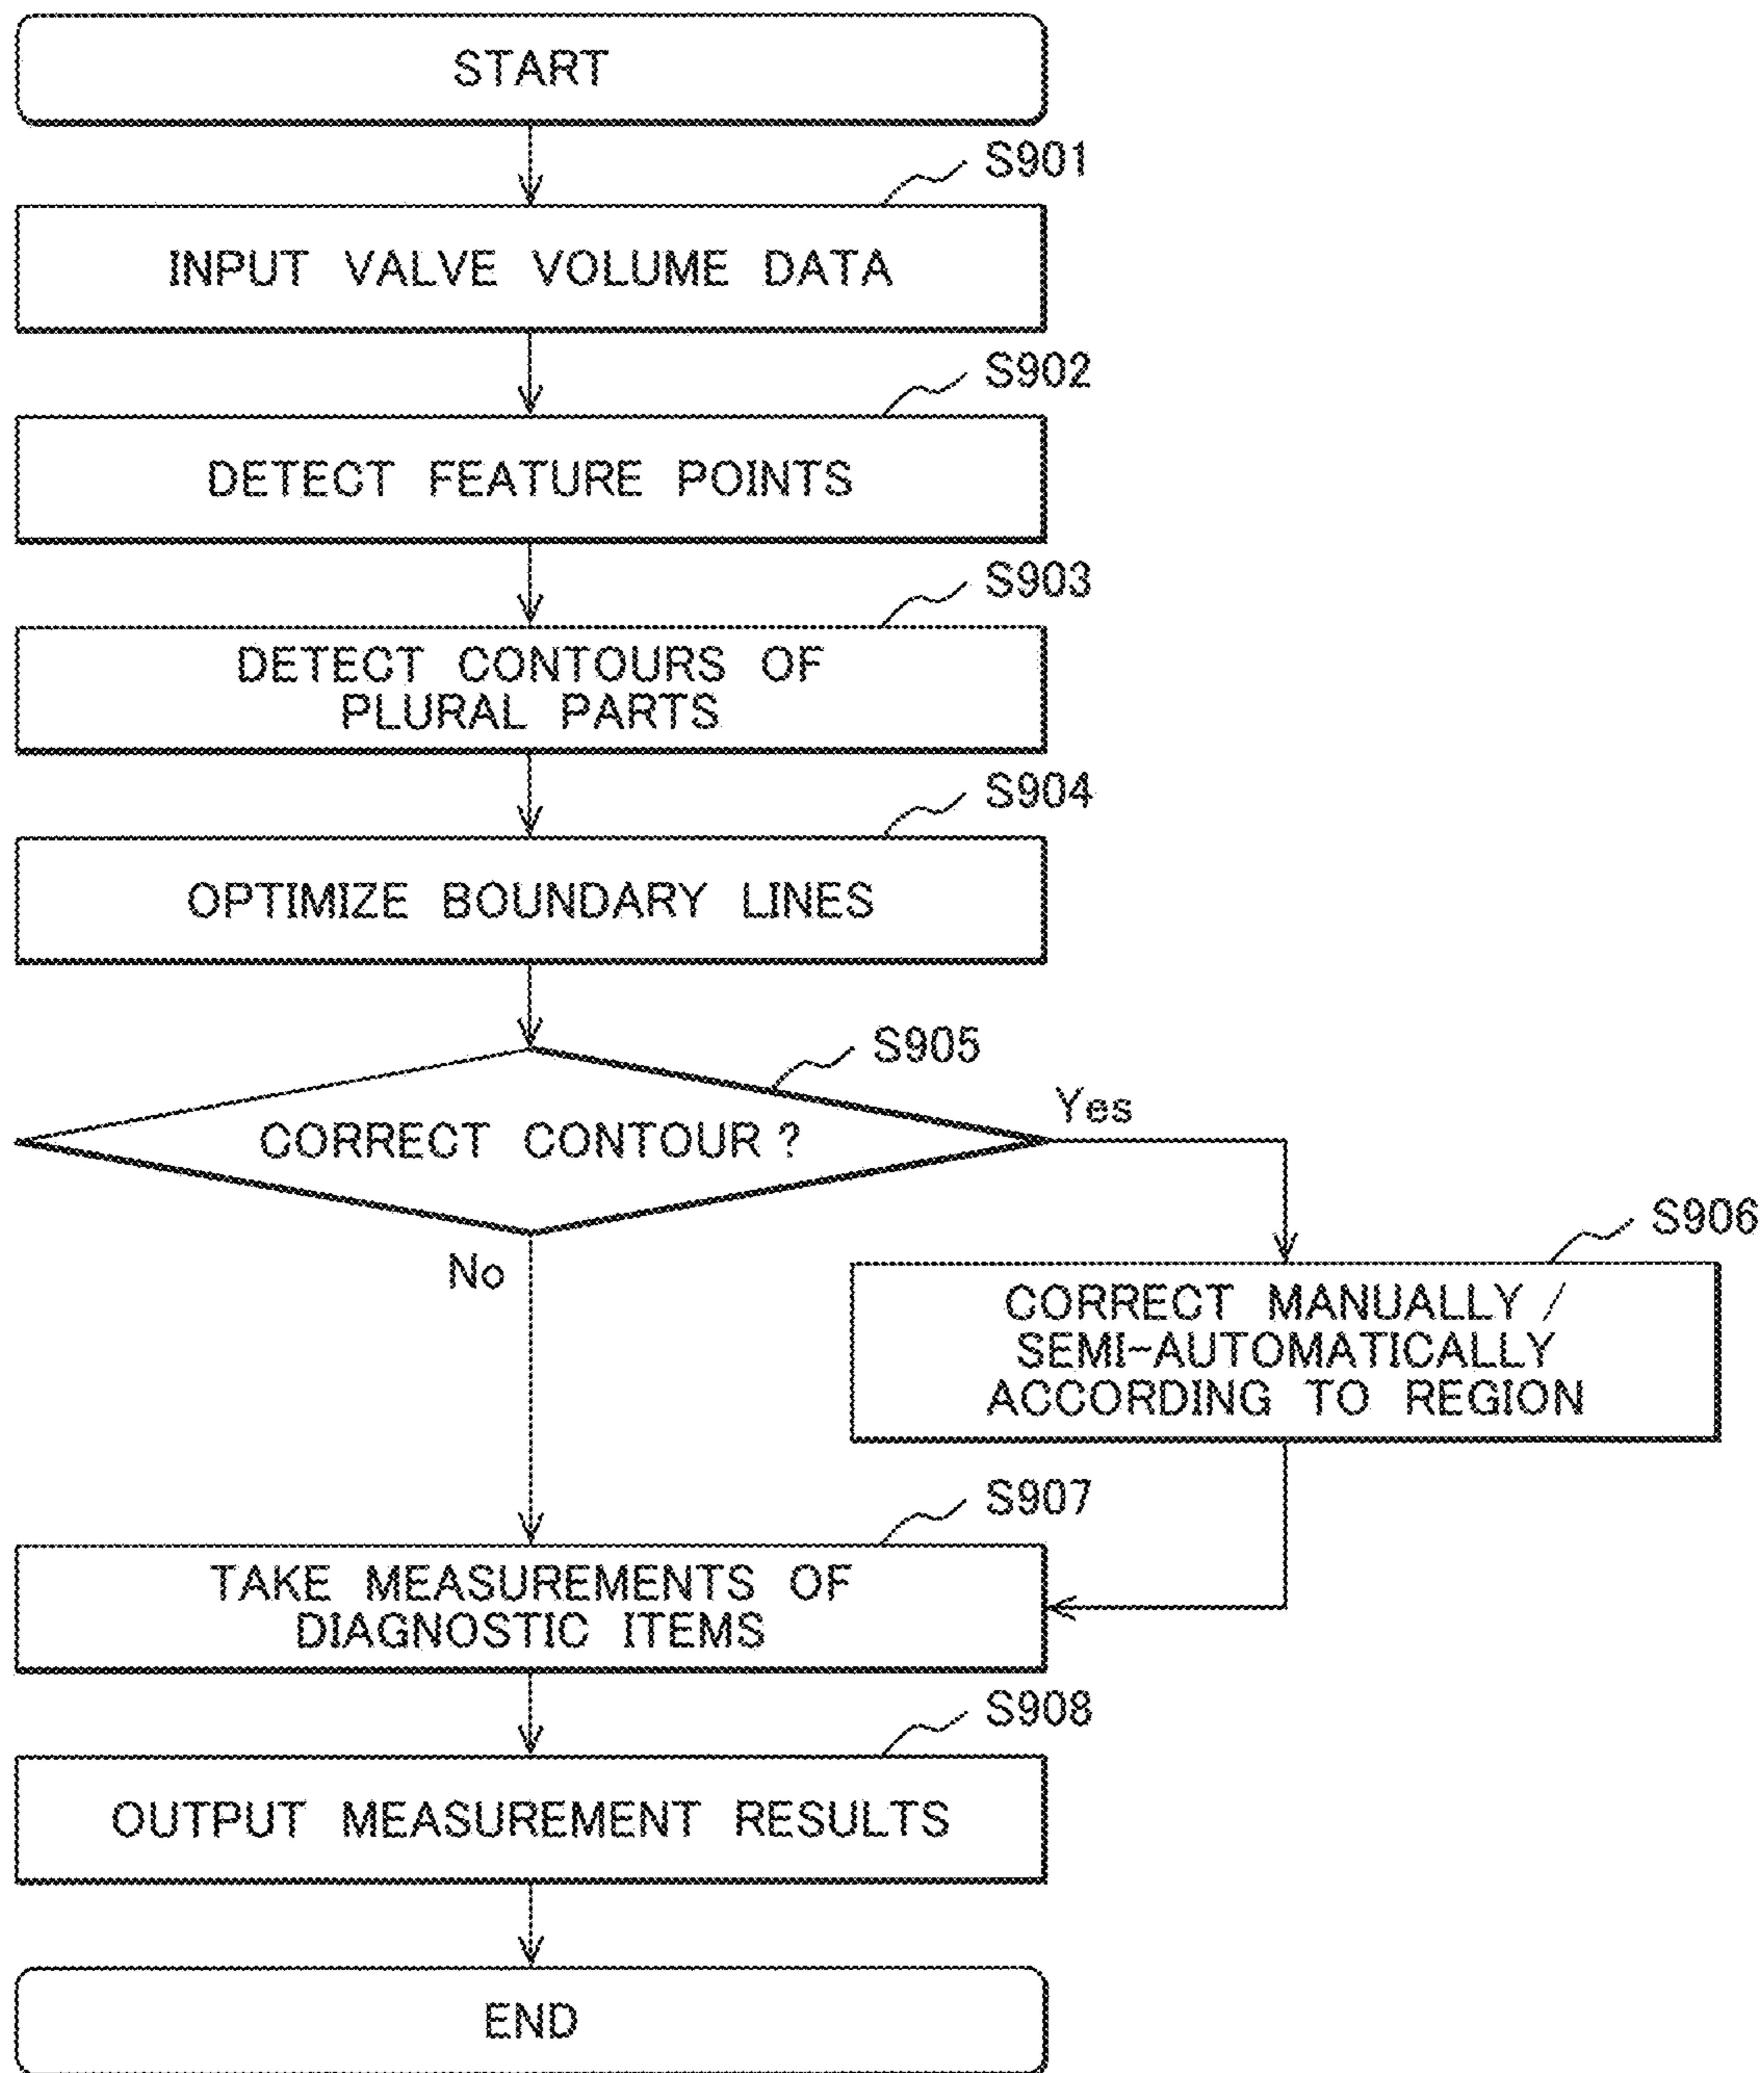 START
S901
INPUT VALVE VOLUME DATA
S902
DETECT FEATURE POINTS
S903
DETECT CONTOURS OF
PLURAL PARTS
S904
OPTIMIZE BOUNDARY LINES
S905
CORRECT CONTOUR?
Yes
No
S906
CORRECT MANUALLY/
SEMI-AUTOMATICALLY
ACCORDING TO REGION
S907
TAKE MEASUREMENTS OF
DIAGNOSTIC ITEMS
S908
OUTPUT MEASUREMENT RESULTS
END